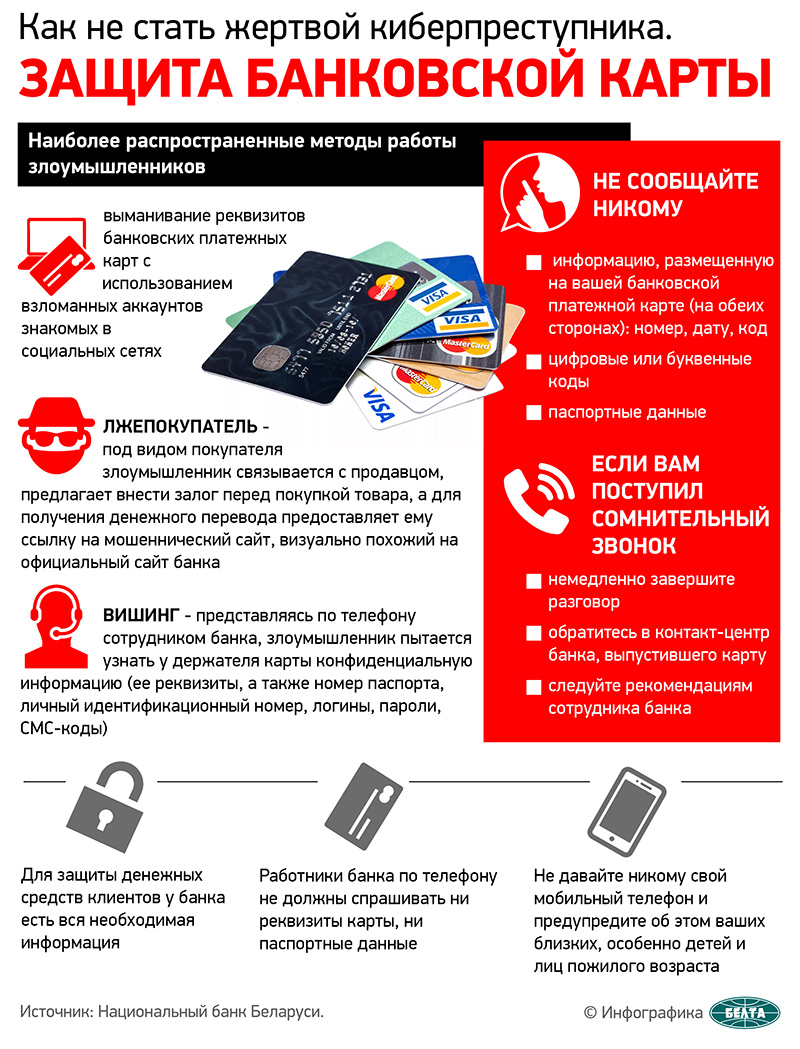 Как не стать жертвой киберпреступника.
ЗАЩИТА БАНКОВСКОЙ КАРТЫ
Наиболее распространенные методы работы
злоумышленников
выманивание реквизитов
банковских платежных
карт с
использованием
взломанных аккаунтов
знакомых в
социальных сетях
MasterCard
VISA
VISA
MasterCard
MasterCard
VISA
ЛЖЕПОКУПАТЕЛЬ -
под видом покупателя
злоумышленник связывается с продавцом,
предлагает внести залог перед покупкой товара, а для
получения денежного перевода предоставляет ему
ссылку на мошеннический сайт, визуально похожий на
официальный сайт банка
ВИШИНГ - представляясь по телефону
сотрудником банка, злоумышленник пытается
узнать у держателя карты конфиденциальную
информацию (ее реквизиты, а также номер паспорта,
личный идентификационный номер, логины, пароли,
СМС-коды)
НЕ СООБЩАЙТЕ
НИКОМУ
информацию, размещенную
на вашей банковской
платежной карте (на обеих
сторонах): номер, дату, код
цифровые или буквенные
коды
паспортные данные
ЕСЛИ ВАМ
ПОСТУПИЛ
СОМНИТЕЛЬНЫЙ
ЗВОНОК
немедленно завершите
разговор
обратитесь в контакт-центр
банка, выпустившего карту
следуйте рекомендациям
сотрудника банка
Для защиты денежных
средств клиентов у банка
есть вся необходимая
информация
Работники банка по телефону
не должны спрашивать ни
реквизиты карты, ни
паспортные данные
Не давайте никому свой
мобильный телефон и
предупредите об этом ваших
близких, особенно детей и
лиц пожилого возраста
Источник: Национальный банк Беларуси.
© Инфографика БЕЛТА